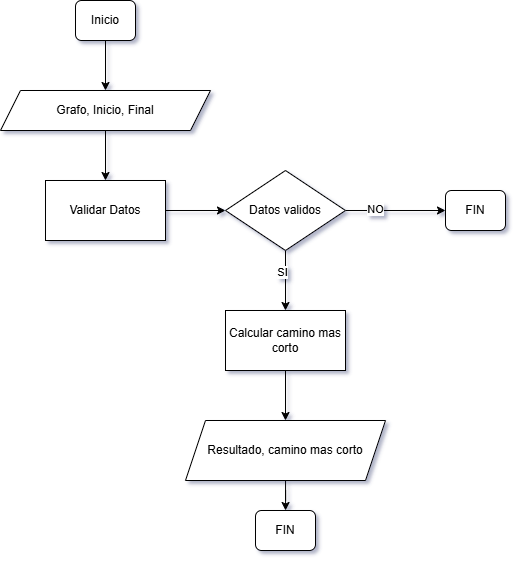 Inicio
Grafo, Inicio, Final
Validar Datos
Datos validos
NO
FIN
SI
Calcular camino mas
corto
Resultado, camino mas corto
FIN